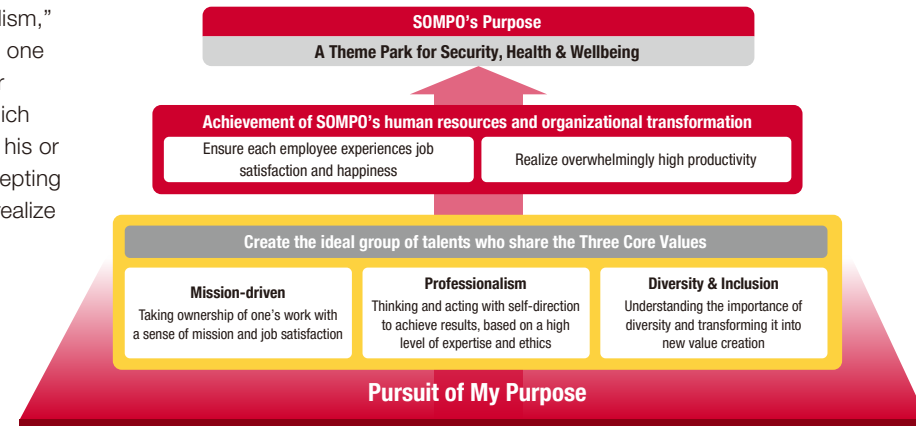 lism,”
one
r
ich
his or
epting
realize
SOMPO’s Purpose
A Theme Park for Security, Health & Wellbeing
Achievement of SOMPO’s human resources and organizational transformation
Ensure each employee experiences job
satisfaction and happiness
Realize overwhelmingly high productivity
Create the ideal group of talents who share the Three Core Values
Mission-driven
Taking ownership of one’s work with
a sense of mission and job satisfaction
Professionalism
Thinking and acting with self-direction
to achieve results, based on a high
level of expertise and ethics
Diversity & Inclusion
Understanding the importance of
diversity and transforming it into
new value creation
Pursuit of My Purpose